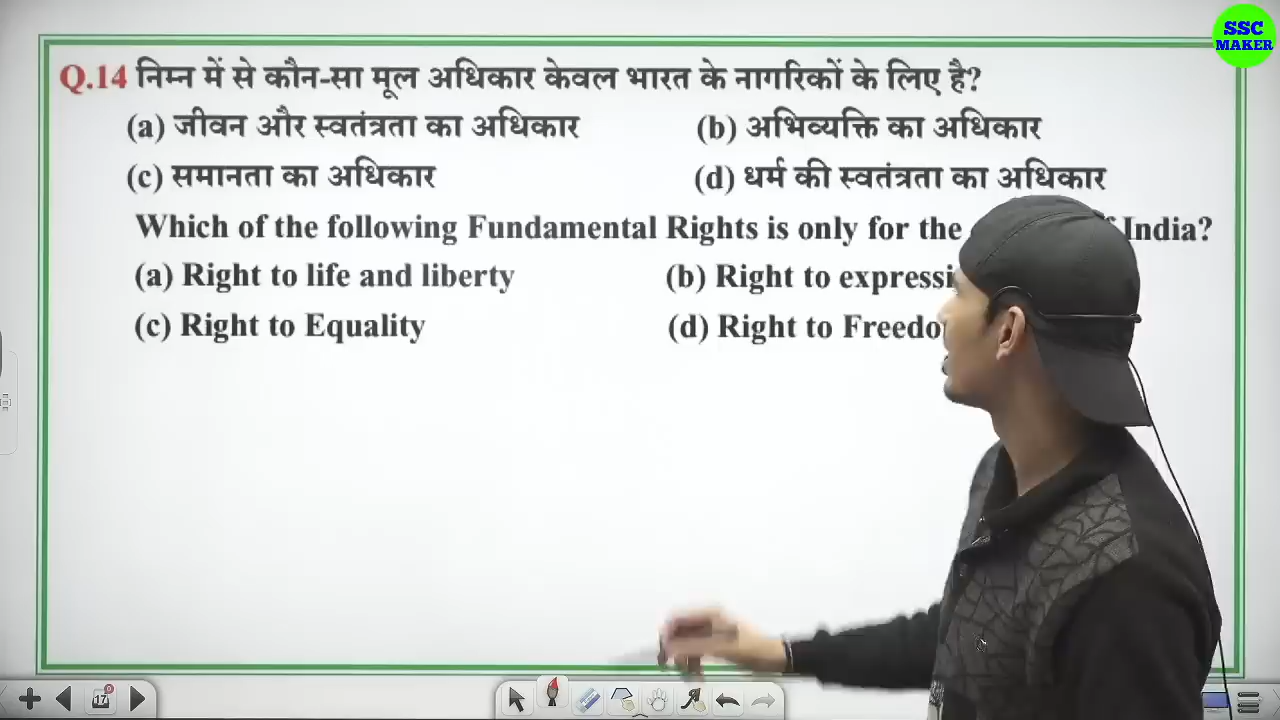 SSC
MAKER
Q.14 निम्न में से कौन-सा मूल अधिकार केवल भारत के नागरिकों के लिए है?
(a) जीवन और स्वतंत्रता का अधिकार (b) अभिव्यक्ति का अधिकार
(c) समानता का अधिकार (d) धर्म की स्वतंत्रता का अधिकार
Which of the following Fundamental Rights is only for the India?
(a) Right to life and liberty (b) Right to
(c) Right to Equality (d) Right to
17